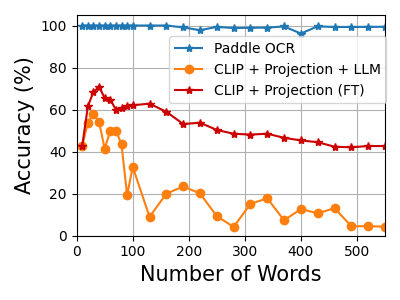 Accuracy (%)
100
80
60
40
20
0
Paddle OCR
CLIP + Projection + LLM
CLIP + Projection (FT)
0 100 200 300 400 500
Number of Words